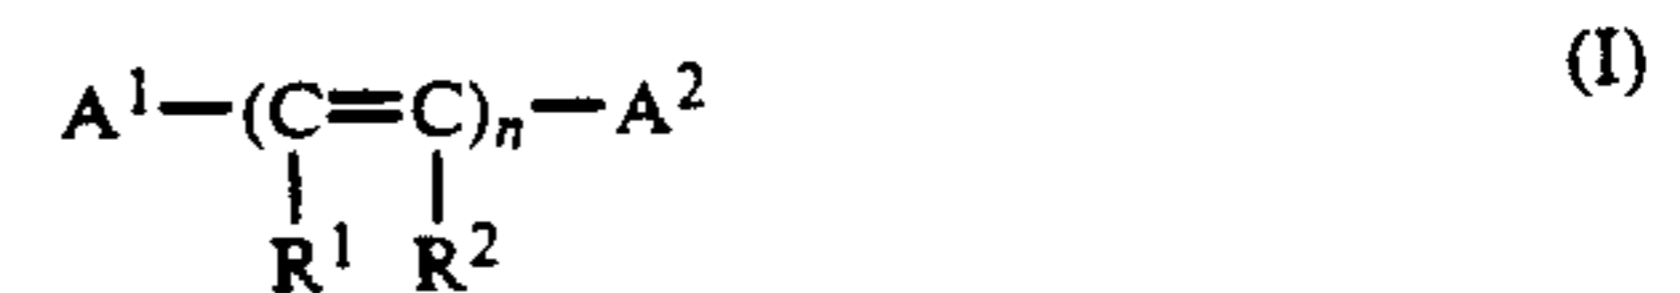 (I)
A¹—(C=C)ₙ—A²
R¹ R²